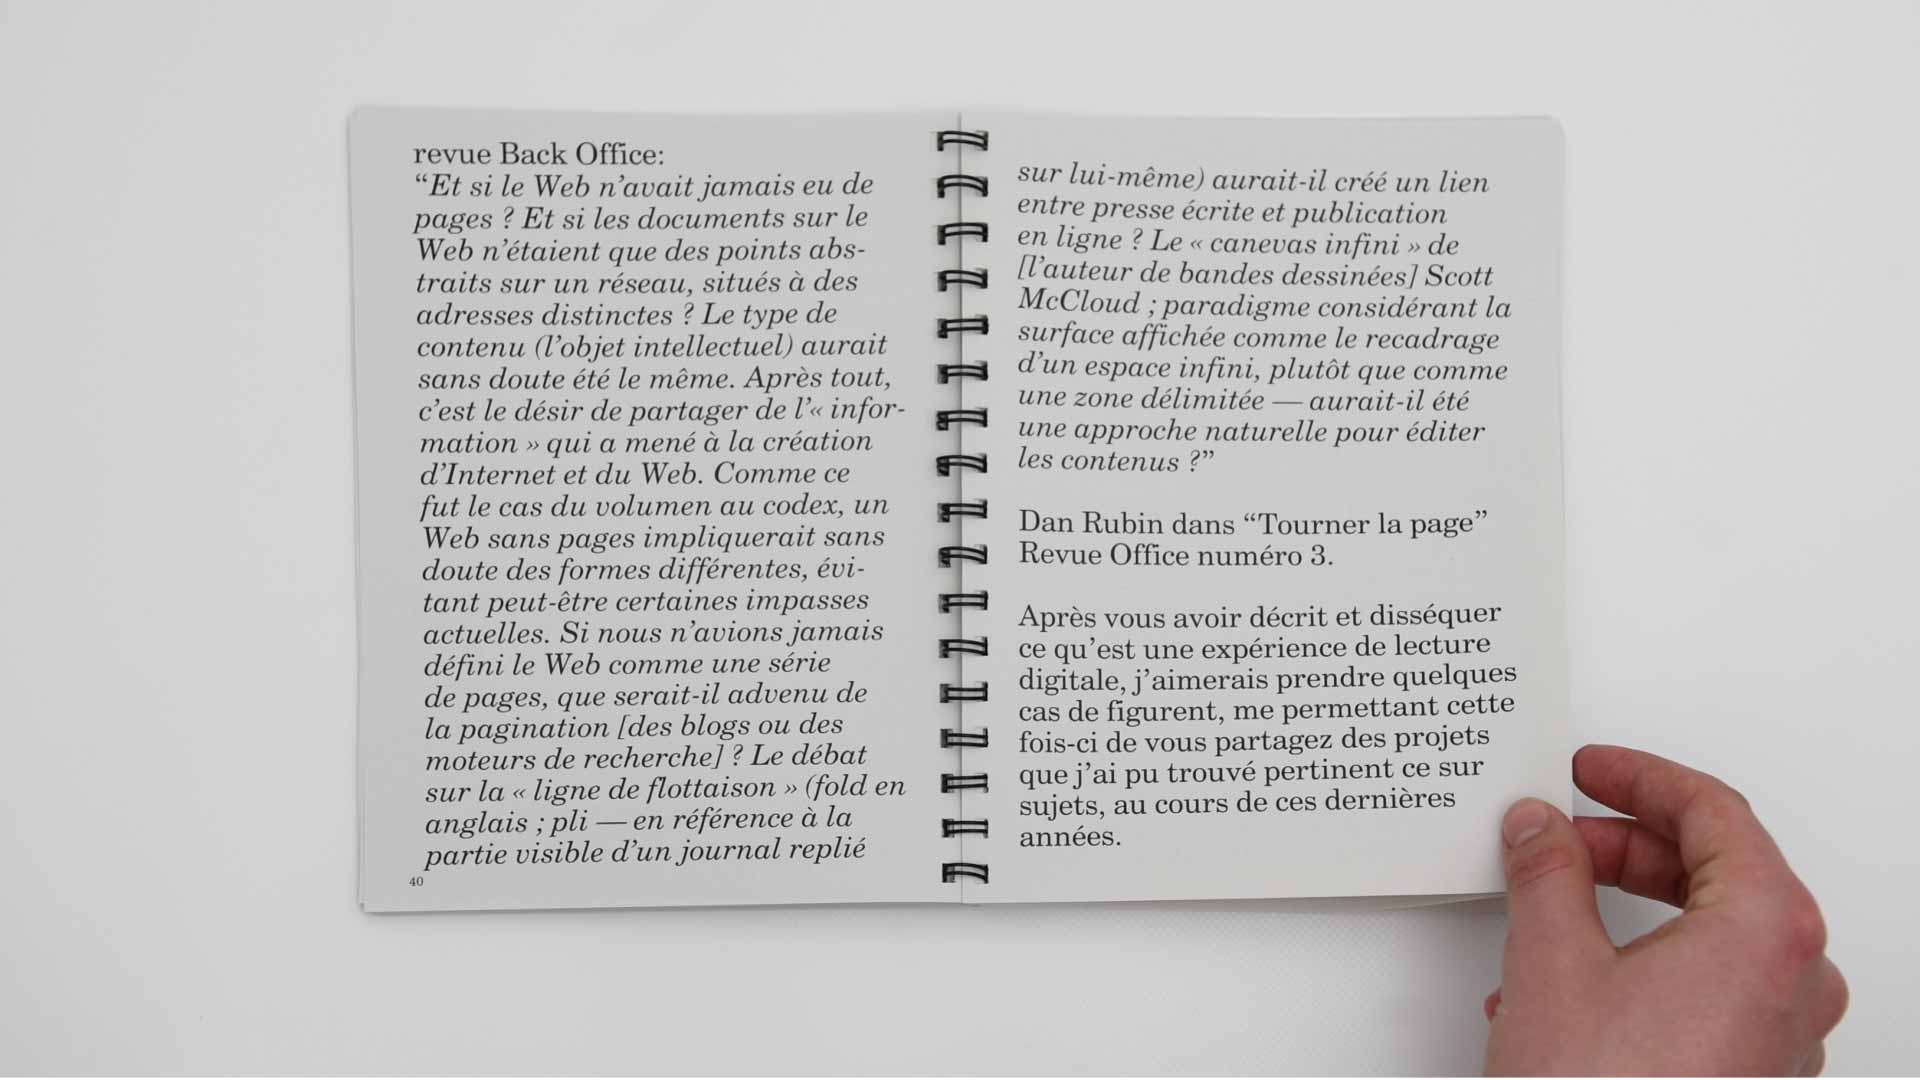 revue Back Office:
“Et si le Web n’avait jamais eu de
pages ? Et si les documents sur le
Web n’étaient que des points abs-
traits sur un réseau, situés à des
adresses distinctes ? Le type de
contenu (l’objet intellectuel) aurait
sans doute été le même. Après tout,
c’est le désir de partager de l’« infor-
mation » qui a mené à la création
d’Internet et du Web. Comme ce
fut le cas du volumen au codex, un
Web sans pages impliquerait sans
doute des formes différentes, évi-
tant peut-être certaines impasses
actuelles. Si nous n’avions jamais
défini le Web comme une série
de pages, que serait-il advenu de
la pagination [des blogs ou des
moteurs de recherche] ? Le débat
sur la « ligne de flottaison » (fold en
anglais ; pli — en référence à la
partie visible d’un journal replié
40
sur lui-même) aurait-il créé un lien
entre presse écrite et publication
en ligne ? Le « canevas infini » de
[l’auteur de bandes dessinées] Scott
McCloud ; paradigme considérant la
surface affichée comme le recadrage
d’un espace infini, plutôt que comme
une zone délimitée — aurait-il été
une approche naturelle pour éditer
les contenus ?”
Dan Rubin dans “Tourner la page”
Revue Office numéro 3.
Après vous avoir décrit et disséquer
ce qu’est une expérience de lecture
digitale, j’aimerais prendre quelques
cas de figurent, me permettant cette
fois-ci de vous partagez des projets
que j’ai pu trouvé pertinent ce sur
sujets, au cours de ces dernières
années.